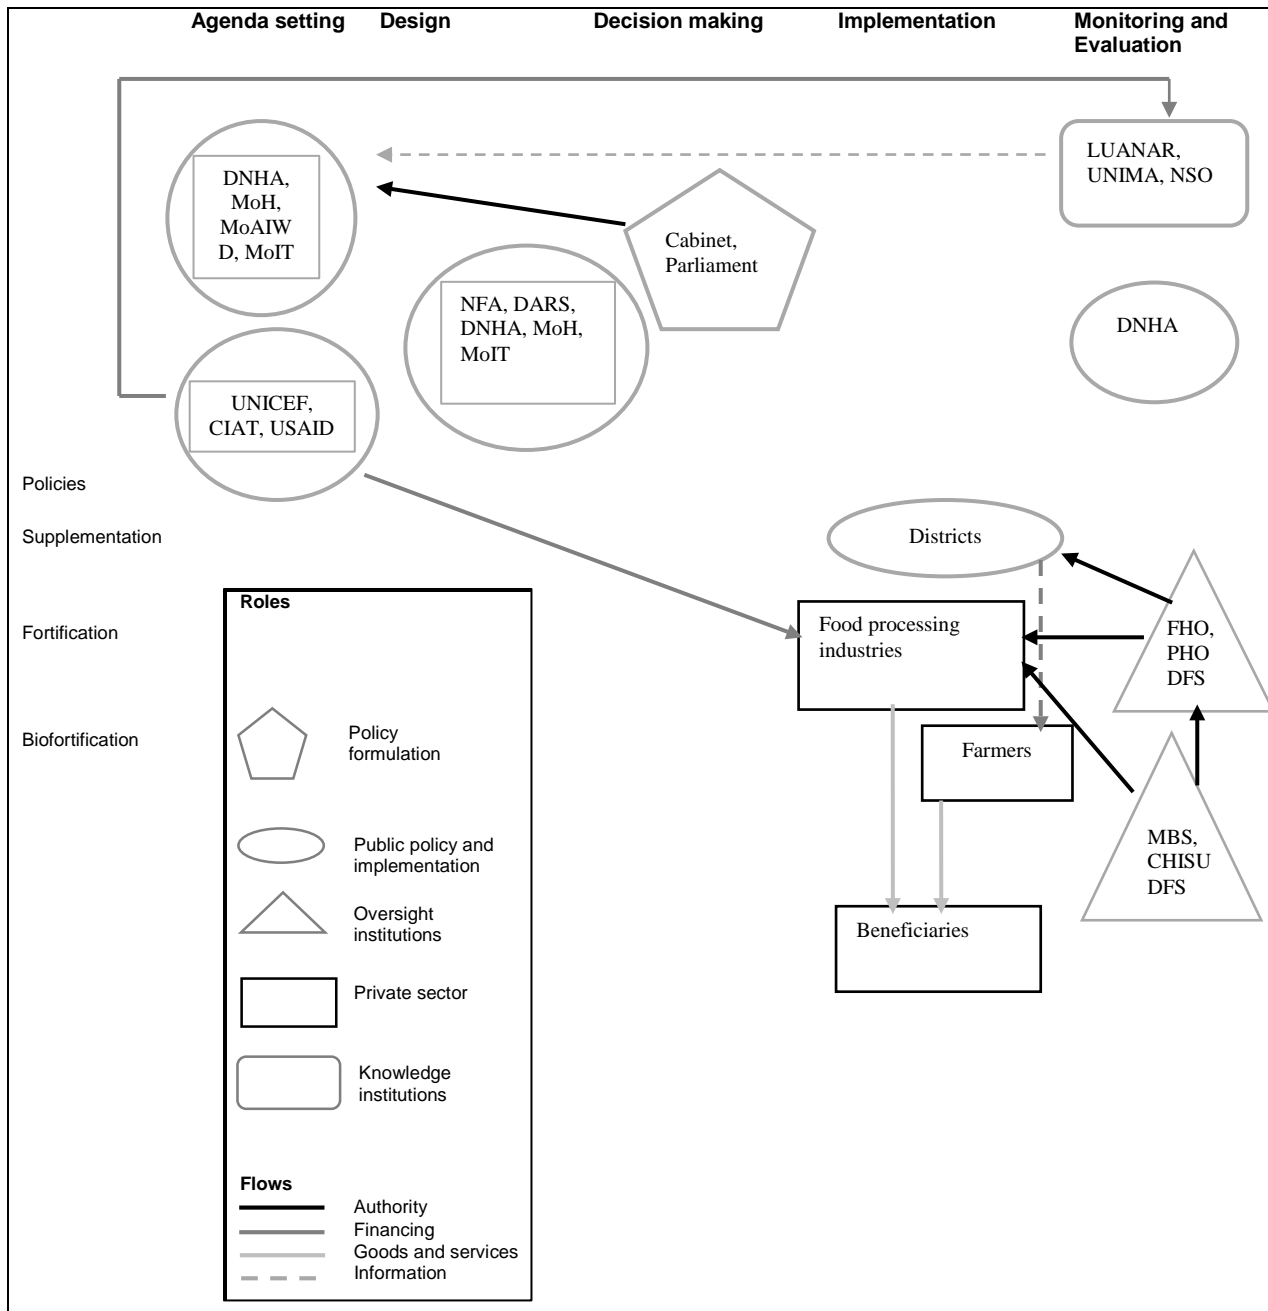 Agenda setting
Design
Decision making
Implementation
Monitoring and
Evaluation
DNHA,
MoH,
MoAIW
D, MoIT
LUANAR,
UNIMA, NSO
Cabinet,
Parliament
NFA, DARS,
DNHA, MoH,
MoIT
DNHA
UNICEF,
CIAT, USAID
Policies
Supplementation
Fortification
Biofortification
Districts
Food processing
industries
FHO,
PHO
DFS
Farmers
MBS,
CHISU
DFS
Beneficiaries
Roles
Policy
formulation
Public policy and
implementation
Oversight
institutions
Private sector
Knowledge
institutions
Flows
Authority
Financing
Goods and services
Information